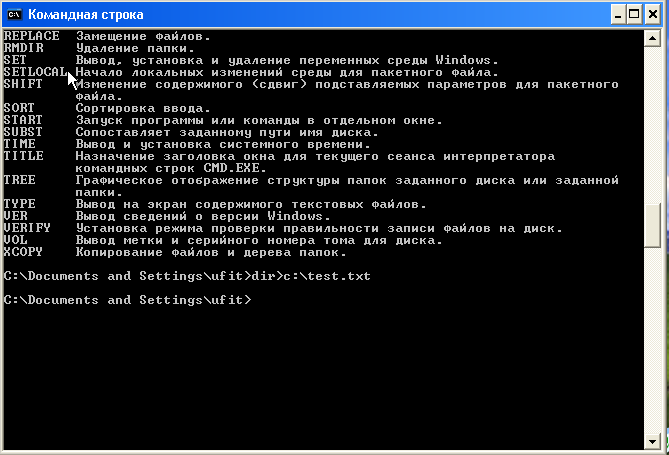 Командная строка
REPLACE Замещение файлов.
RMDIR Удаление папки.
SET Вывод, установка и удаление переменных среды Windows.
SETLOCAL Начало локальных изменений среды для пакетного файла.
SHIFT Изменение содержимого (сдвиг) подставляемых параметров для пакетного
файла.
SORT Сортировка ввода.
START Запуск программы или команды в отдельном окне.
SUBST Сопоставляет заданному пути имя диска.
TIME Вывод и установка системного времени.
TITLE Назначение заголовка окна для текущего сеанса интерпретатора
командных строк CMD.EXE.
TREE Графическое отображение структуры папок заданного диска или заданной
папки.
TYPE Вывод на экран содержимого текстовых файлов.
VER Вывод сведений о версии Windows.
VERIFY Установка режима проверки правильности записи файлов на диск.
VOL Вывод метки и серийного номера тома для диска.
XCOPY Копирование файлов и дерева папок.
C:\Documents and Settings\ufit>dir>c:\test.txt
C:\Documents and Settings\ufit>